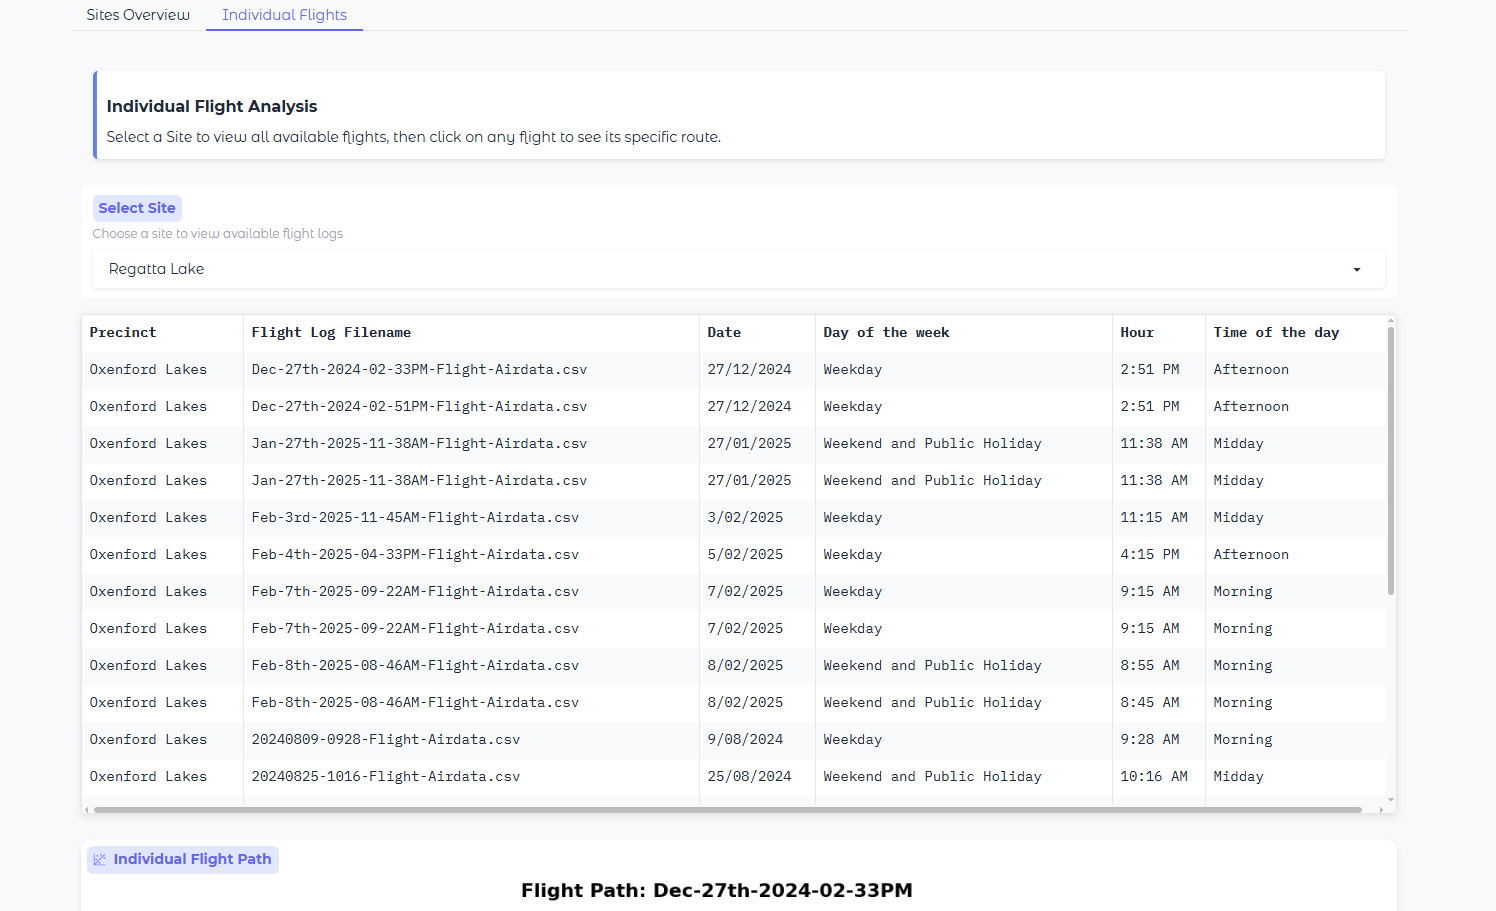 Sites Overview Individual Flights
Individual Flight Analysis
Select a Site to view all available flights, then click on any flight to see its specific route.
Select Site
Choose a site to view available flight logs
Regatta Lake
Precinct Flight Log Filename Date Day of the week Hour Time of the day
Oxenford Lakes Dec-27th-2024-02-33PM-Flight-Airdata.csv 27/12/2024 Weekday 2:51 PM Afternoon
Oxenford Lakes Dec-27th-2024-02-51PM-Flight-Airdata.csv 27/12/2024 Weekday 2:51 PM Afternoon
Oxenford Lakes Jan-27th-2025-11-38AM-Flight-Airdata.csv 27/01/2025 Weekend and Public Holiday 11:38 AM Midday
Oxenford Lakes Jan-27th-2025-11-38AM-Flight-Airdata.csv 27/01/2025 Weekend and Public Holiday 11:38 AM Midday
Oxenford Lakes Feb-3rd-2025-11-45AM-Flight-Airdata.csv 3/02/2025 Weekday 11:15 AM Midday
Oxenford Lakes Feb-4th-2025-04-33PM-Flight-Airdata.csv 5/02/2025 Weekday 4:15 PM Afternoon
Oxenford Lakes Feb-7th-2025-09-22AM-Flight-Airdata.csv 7/02/2025 Weekday 9:15 AM Morning
Oxenford Lakes Feb-7th-2025-09-22AM-Flight-Airdata.csv 7/02/2025 Weekday 9:15 AM Morning
Oxenford Lakes Feb-8th-2025-08-46AM-Flight-Airdata.csv 8/02/2025 Weekend and Public Holiday 8:55 AM Morning
Oxenford Lakes Feb-8th-2025-08-46AM-Flight-Airdata.csv 8/02/2025 Weekend and Public Holiday 8:45 AM Morning
Oxenford Lakes 20240809-0928-Flight-Airdata.csv 9/08/2024 Weekday 9:28 AM Morning
Oxenford Lakes 20240825-1016-Flight-Airdata.csv 25/08/2024 Weekend and Public Holiday 10:16 AM Midday
Individual Flight Path
Flight Path: Dec-27th-2024-02-33PM